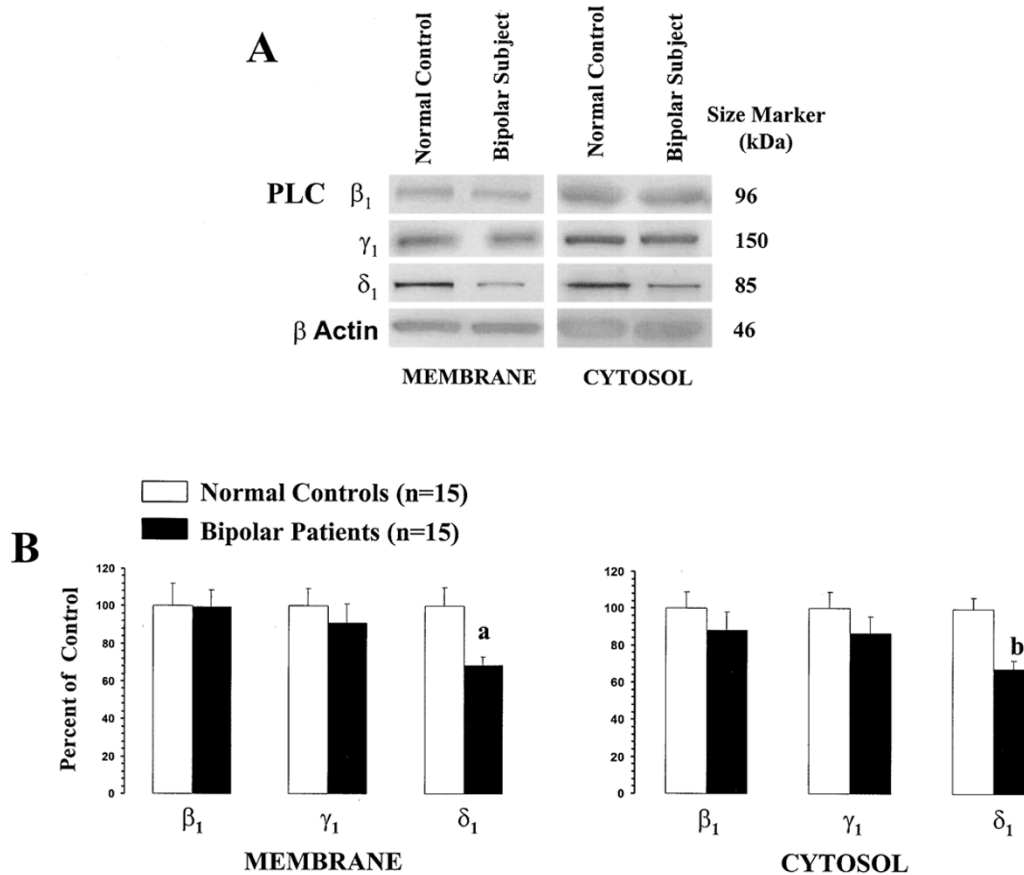 A
Normal Control
Bipolar Subject
Normal Control
Bipolar Subject
Size Marker
(kDa)
PLC β1 96
γ1 150
δ1 85
β Actin 46
MEMBRANE CYTOSOL
Normal Controls (n=15)
Bipolar Patients (n=15)
B
Percent of Control
120
100
80
60
40
20
0
a
β1 γ1 δ1
MEMBRANE
120
100
80
60
40
20
0
b
β1 γ1 δ1
CYTOSOL